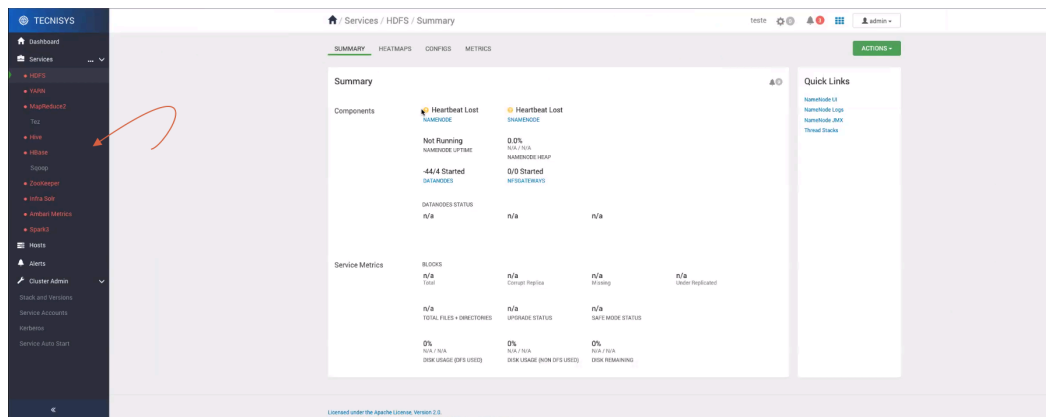 TECNISYS
/ Services / HDFS / Summary
teste
0
admin
Dashboard
Services
...
HDFS
YARN
MapReduce2
Tez
Hive
HBase
Sqoop
ZooKeeper
Infra Solr
Ambari Metrics
Spark3
Hosts
Alerts
Cluster Admin
Stack and Versions
Service Accounts
Kerberos
Service Auto Start
«
SUMMARY HEATMAPS CONFIGS METRICS
ACTIONS
Summary
0
Components
Heartbeat Lost
NAMENODE
Heartbeat Lost
SNAMENODE
Not Running
NAMENODE UPTIME
0.0%
N/A / N/A
NAMENODE HEAP
-44/4 Started
DATANODES
0/0 Started
NFSGATEWAYS
DATANODES STATUS
n/a n/a n/a
Service Metrics
BLOCKS
n/a
Total
n/a
Corrupt Replica
n/a
Missing
n/a
Under Replicated
n/a
TOTAL FILES + DIRECTORIES
n/a
UPGRADE STATUS
n/a
SAFE MODE STATUS
0%
N/A / N/A
DISK USAGE (DFS USED)
0%
N/A / N/A
DISK USAGE (NON DFS USED)
0%
N/A / N/A
DISK REMAINING
Quick Links
NameNode UI
NameNode Logs
NameNode JMX
Thread Stacks
Licensed under the Apache License, Version 2.0.